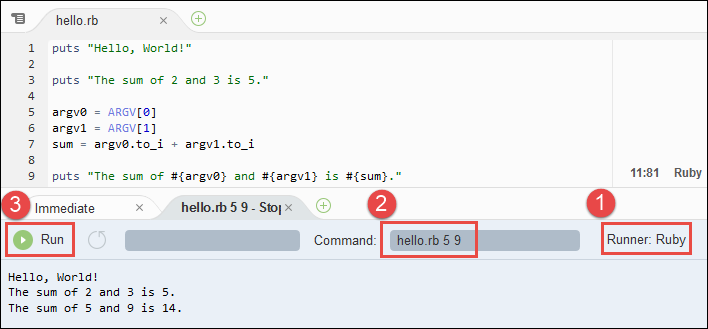 hello.rb ×
1 puts "Hello, World!"
2
3 puts "The sum of 2 and 3 is 5."
4
5 argv0 = ARGV[0]
6 argv1 = ARGV[1]
7 sum = argv0.to_i + argv1.to_i
8
9 puts "The sum of #{argv0} and #{argv1} is #{sum}."
11:81 Ruby
3 2 1
Immediate × hello.rb 5 9 - Stop ×
Run Command: hello.rb 5 9 Runner: Ruby
Hello, World!
The sum of 2 and 3 is 5.
The sum of 5 and 9 is 14.